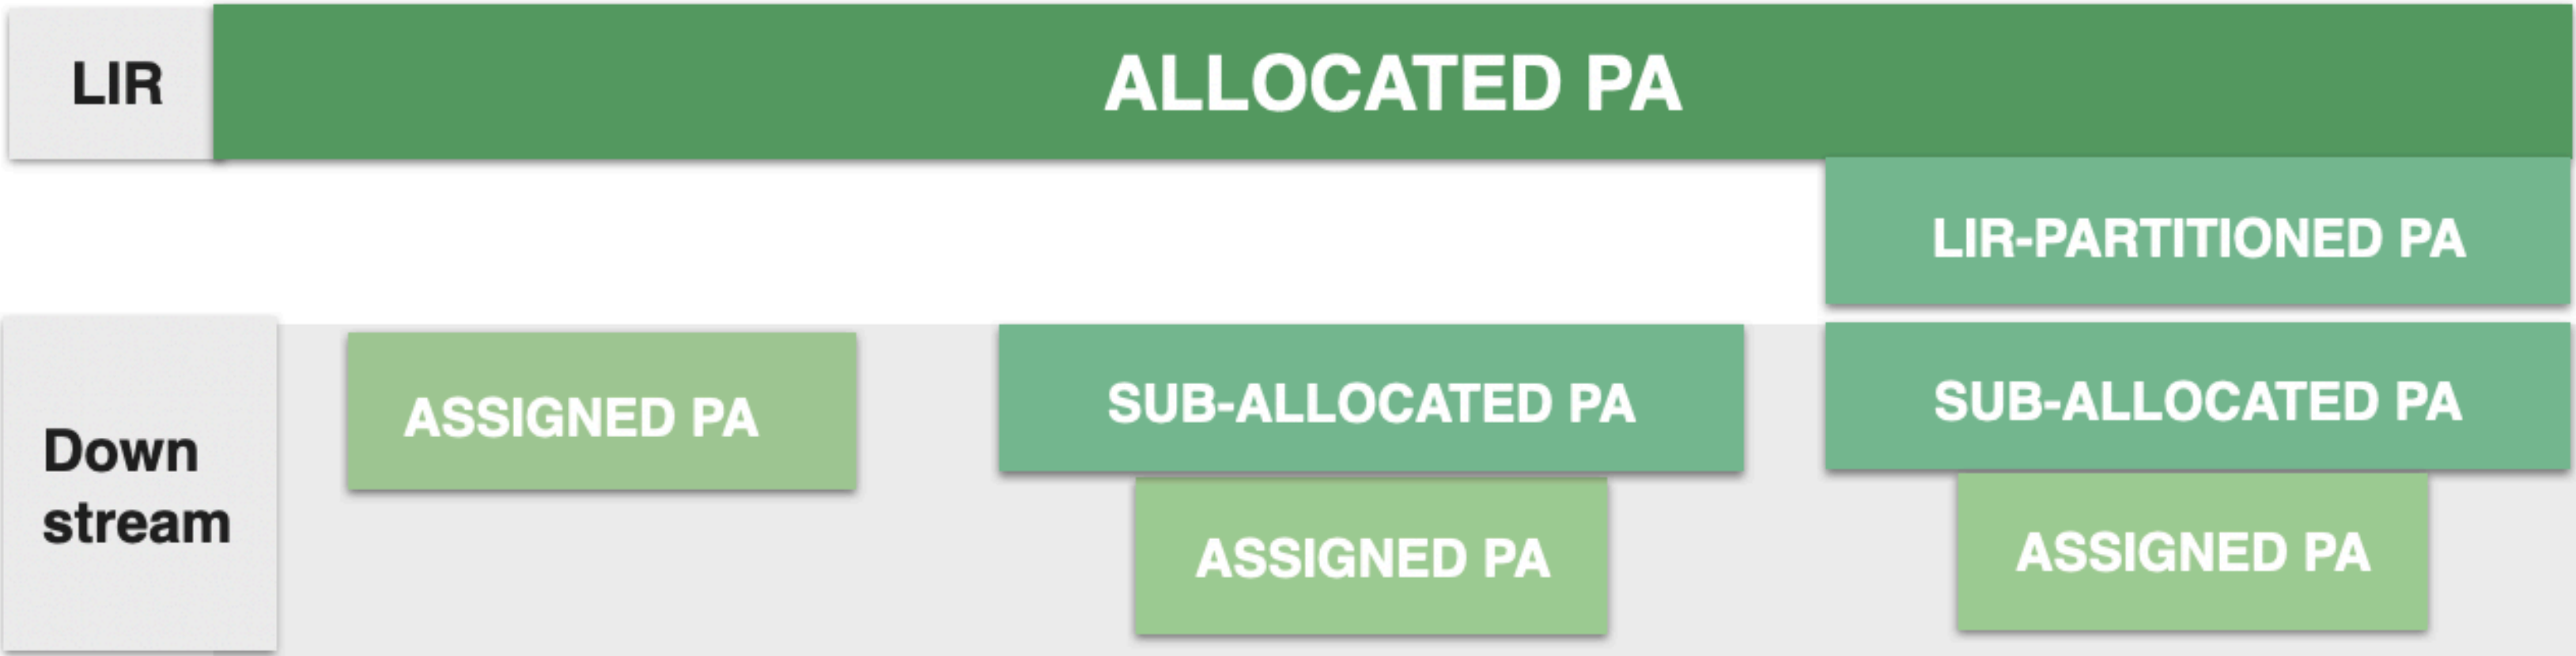 LIR
ALLOCATED PA
LIR-PARTITIONED PA
Down
stream
ASSIGNED PA
SUB-ALLOCATED PA
SUB-ALLOCATED PA
ASSIGNED PA
ASSIGNED PA